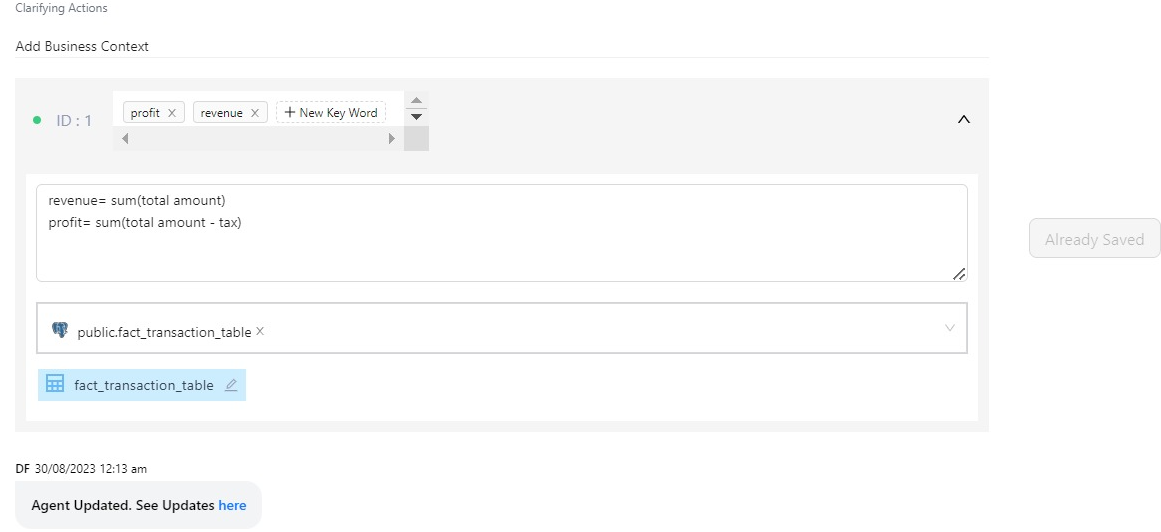 Clarifying Actions
Add Business Context
ID : 1
profit X revenue X + New Key Word
revenue= sum(total amount)
profit= sum(total amount - tax)
Already Saved
public.fact_transaction_table X
fact_transaction_table
DF 30/08/2023 12:13 am
Agent Updated. See Updates here